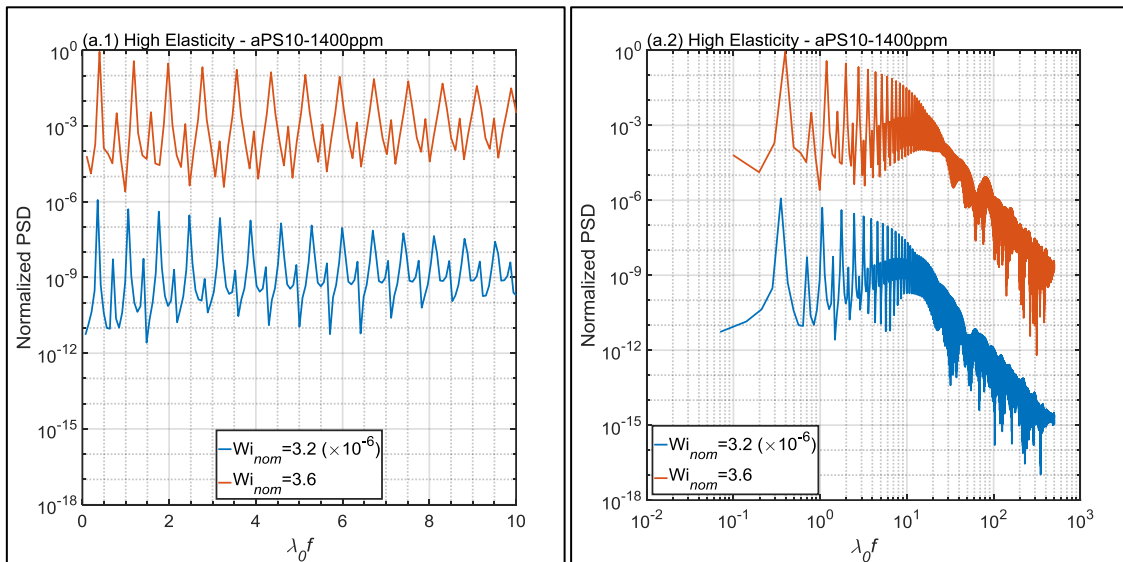 (a.1) High Elasticity - aPS10-1400ppm
10^0
10^-3
10^-6
10^-9
10^-12
10^-15
10^-18
Normalized PSD
Wi_nom=3.2 (×10^-6)
Wi_nom=3.6
0 2 4 6 8 10
λ_0 f
(a.2) High Elasticity - aPS10-1400ppm
10^0
10^-3
10^-6
10^-9
10^-12
10^-15
10^-18
Normalized PSD
Wi_nom=3.2 (×10^-6)
Wi_nom=3.6
10^-2 10^-1 10^0 10^1 10^2 10^3
λ_0 f